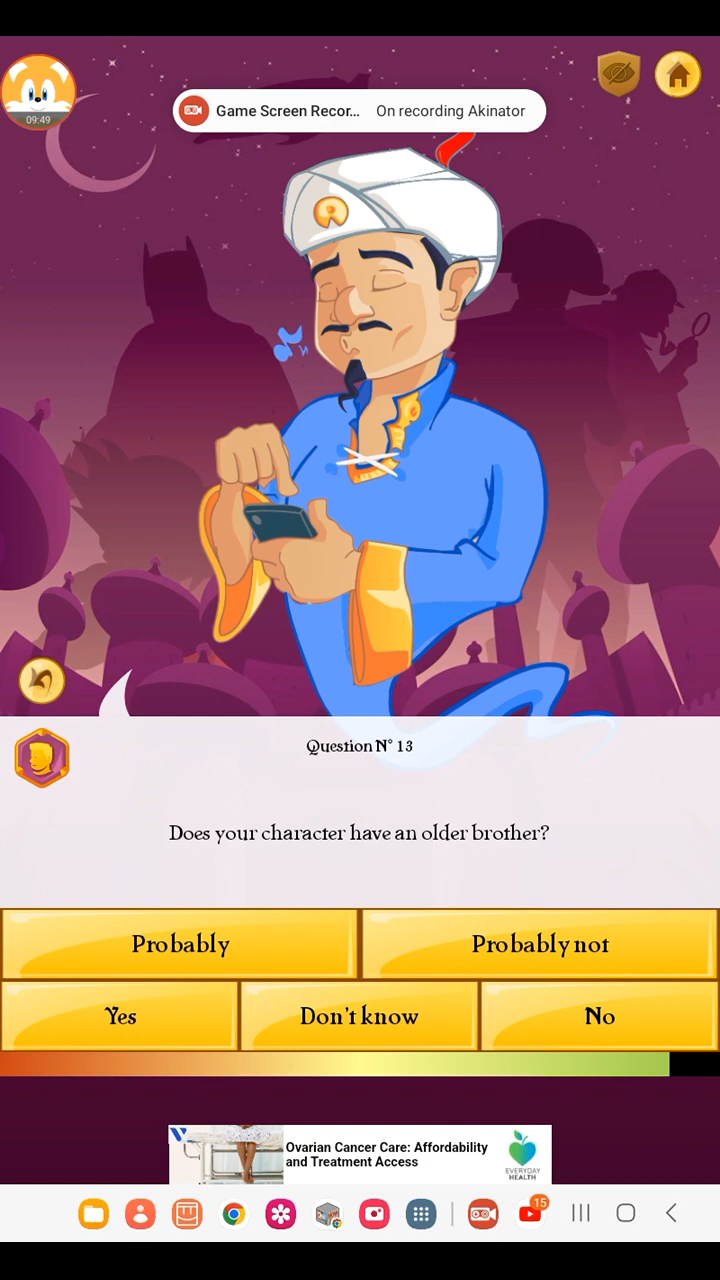 09:49
Game Screen Recor... On recording Akinator
Question N° 13
Does your character have an older brother?
Probably
Probably not
Yes
Don't know
No
Ovarian Cancer Care: Affordability
and Treatment Access
EVERYDAY
HEALTH
15